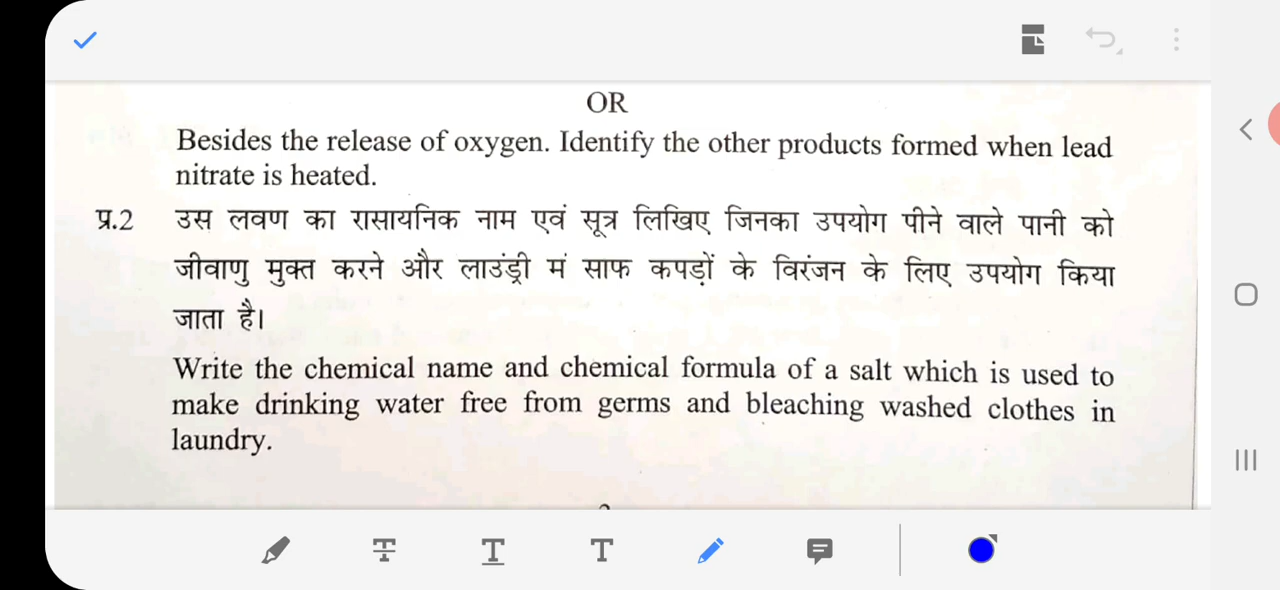 OR
Besides the release of oxygen. Identify the other products formed when lead
nitrate is heated.
प्र.2 उस लवण का रासायनिक नाम एवं सूत्र लिखिए जिनका उपयोग पीने वाले पानी को
जीवाणु मुक्त करने और लाउंड्री मं साफ कपड़ों के विरंजन के लिए उपयोग किया
जाता है।
Write the chemical name and chemical formula of a salt which is used to
make drinking water free from germs and bleaching washed clothes in
laundry.